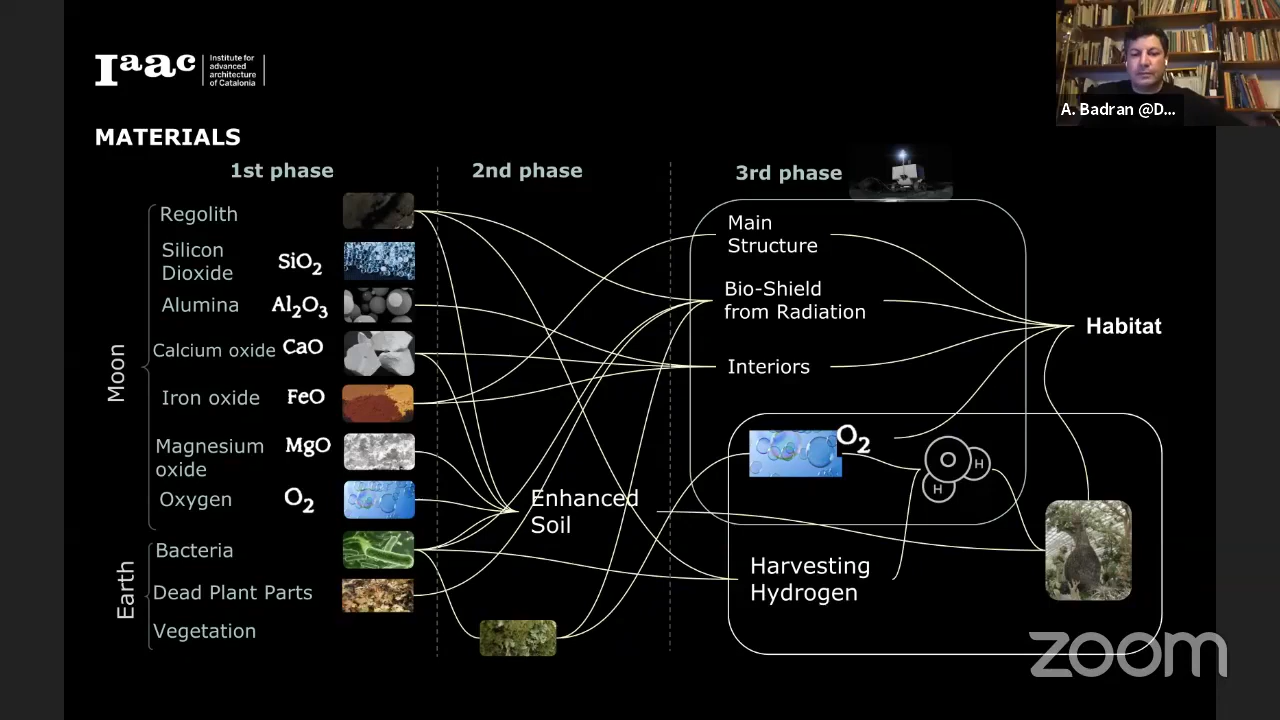 Iaac
Institute for
advanced
architecture
of Catalonia
A. Badran @D...
MATERIALS
1st phase
2nd phase
3rd phase
Moon
Regolith
Silicon
Dioxide
SiO₂
Alumina
Al₂O₃
Calcium oxide
CaO
Iron oxide
FeO
Magnesium
oxide
MgO
Oxygen
O₂
Earth
Bacteria
Dead Plant Parts
Vegetation
Enhanced
Soil
Main
Structure
Bio-Shield
from Radiation
Interiors
O₂
O
H
H
Harvesting
Hydrogen
Habitat
zoom